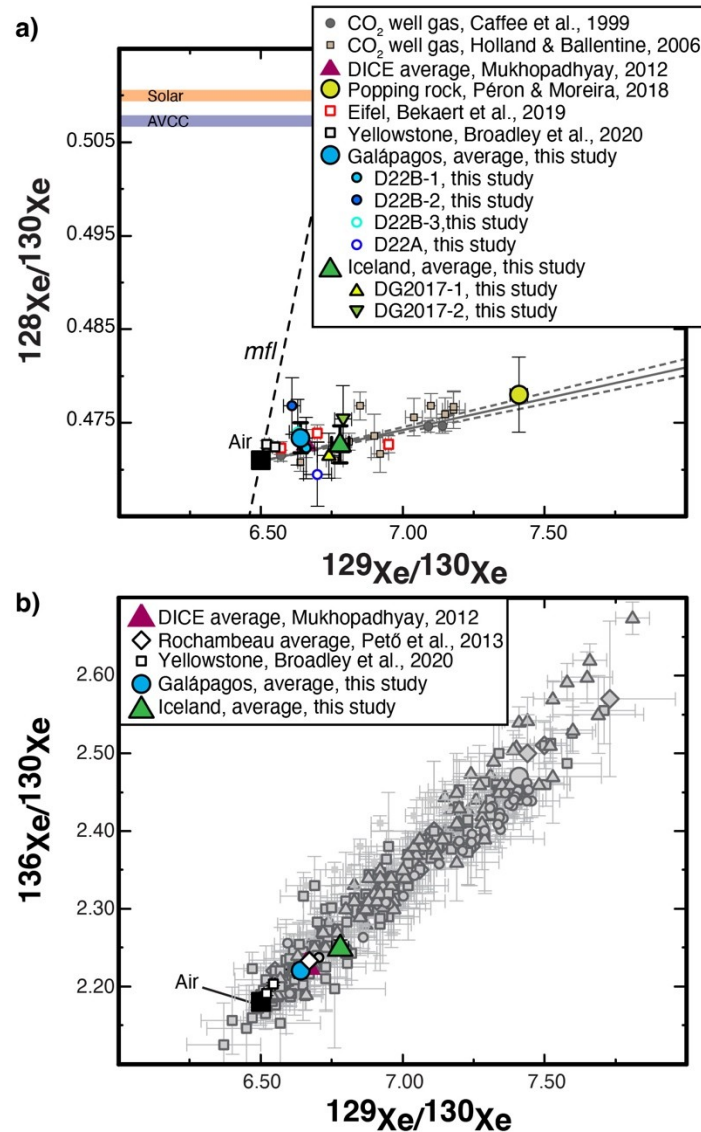 a)
CO2 well gas, Caffee et al., 1999
CO2 well gas, Holland & Ballentine, 2006
DICE average, Mukhopadhyay, 2012
Popping rock, Péron & Moreira, 2018
Eifel, Bekaert et al., 2019
Yellowstone, Broadley et al., 2020
Galápagos, average, this study
D22B-1, this study
D22B-2, this study
D22B-3,this study
D22A, this study
Iceland, average, this study
DG2017-1, this study
DG2017-2, this study
Solar
AVCC
0.505
0.495
0.485
0.475
128Xe/130Xe
mfl
Air
6.50
7.00
7.50
129Xe/130Xe
b)
DICE average, Mukhopadhyay, 2012
Rochambeau average, Pető et al., 2013
Yellowstone, Broadley et al., 2020
Galápagos, average, this study
Iceland, average, this study
2.60
2.50
2.40
2.30
2.20
2.10
136Xe/130Xe
Air
6.50
7.00
7.50
129Xe/130Xe